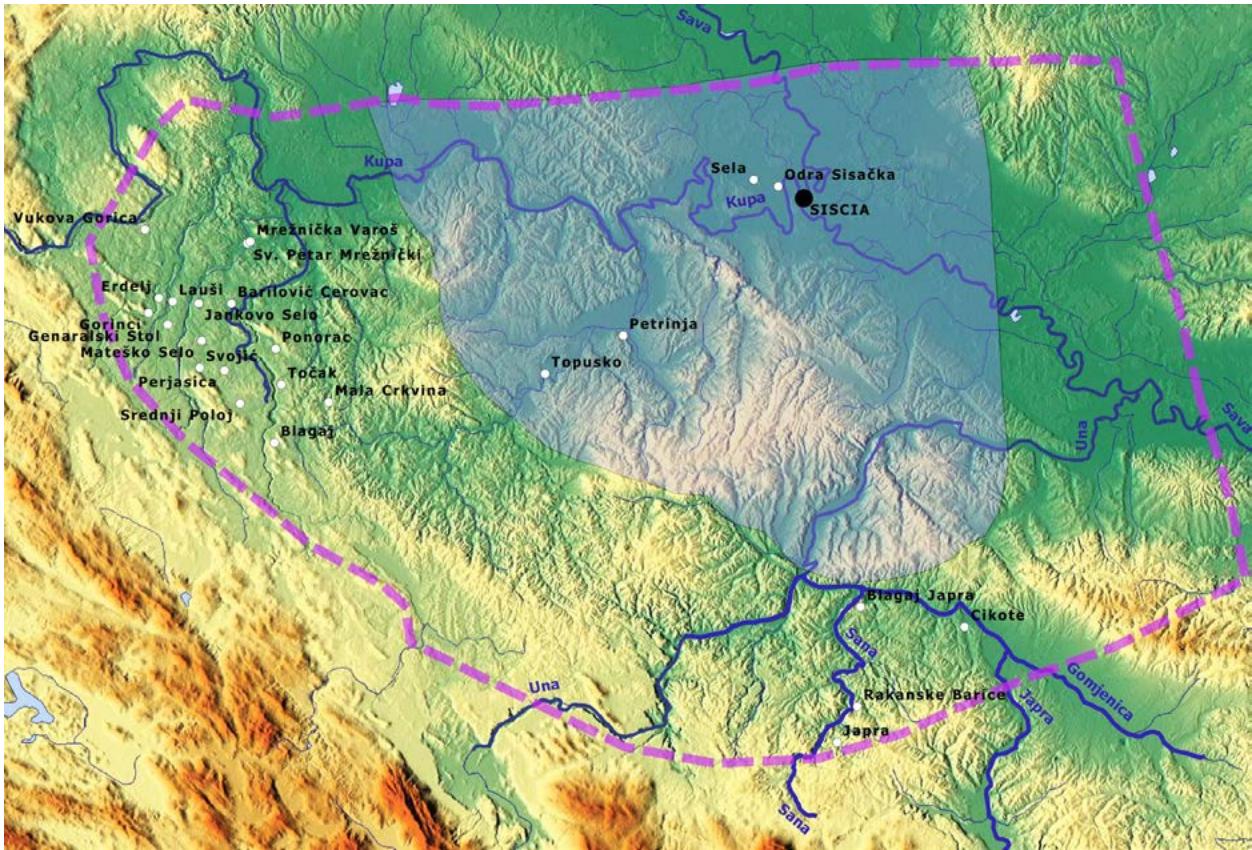 Sava
Kupa
Sela
Odra Sisačka
Kupa
SISCIA
Vukova Gorica
Mrežnička Varoš
Sv. Petar Mrežnički
Erdelj
Lauši
Barilović Cerovac
Gorinci
Jankovo Selo
Genaralski Stol
Ponorac
Petrinja
Mateško Selo
Svojić
Topusko
Perjasica
Točak
Mala Crkvina
Srednji Poloj
Sava
Blagaj
Una
Blagaj Japra
Cikote
Sana
Gomjenica
Una
Rakanske Barice
Japra
Japra
Sana